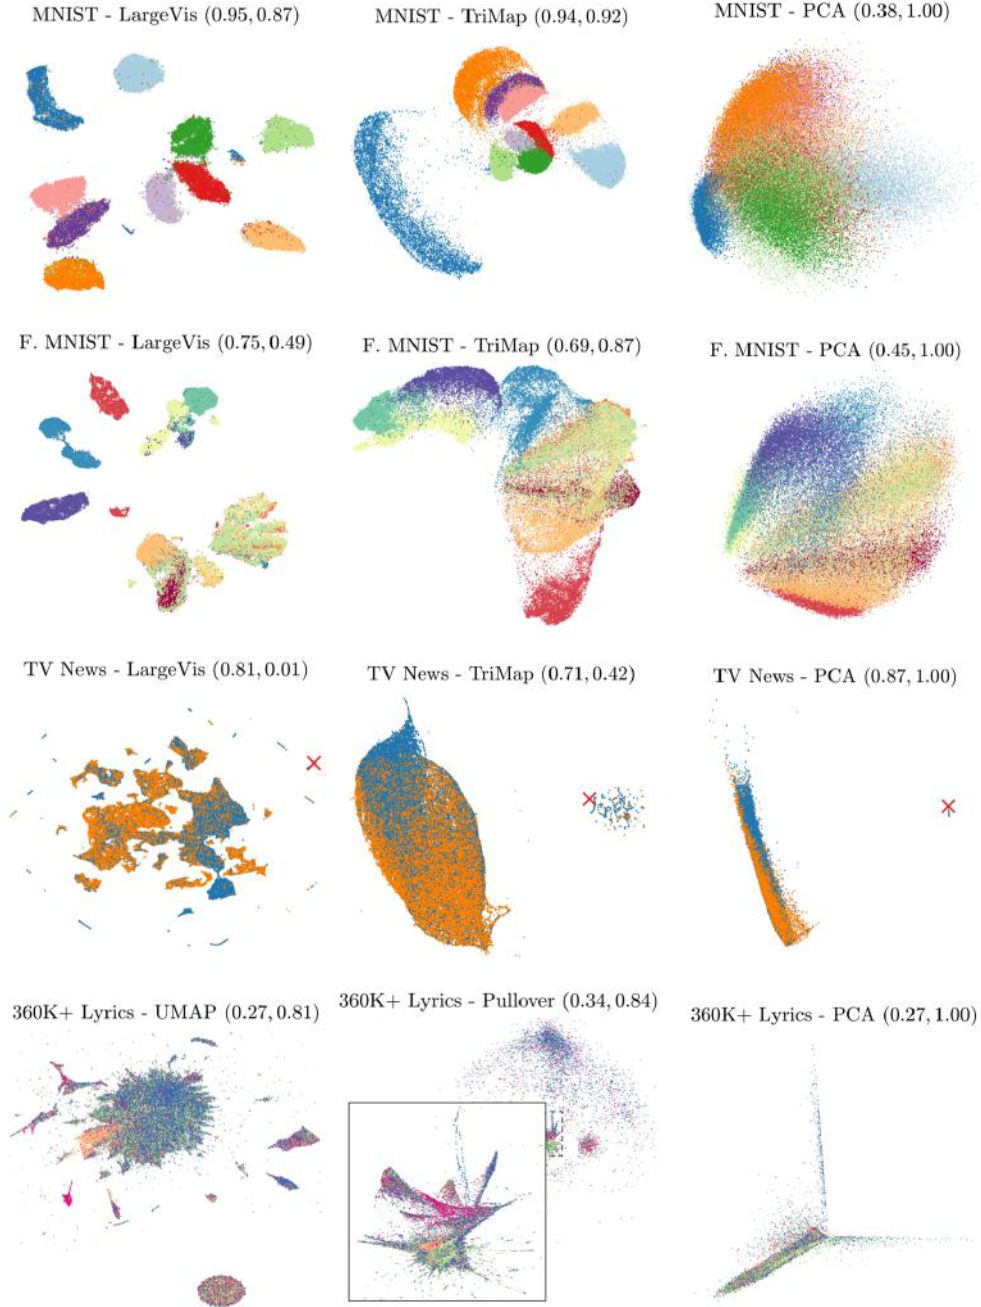 MNIST - LargeVis (0.95, 0.87)
MNIST - TriMap (0.94, 0.92)
MNIST - PCA (0.38, 1.00)
F. MNIST - LargeVis (0.75, 0.49)
F. MNIST - TriMap (0.69, 0.87)
F. MNIST - PCA (0.45, 1.00)
TV News - LargeVis (0.81, 0.01)
TV News - TriMap (0.71, 0.42)
TV News - PCA (0.87, 1.00)
360K+ Lyrics - UMAP (0.27, 0.81)
360K+ Lyrics - Pullover (0.34, 0.84)
360K+ Lyrics - PCA (0.27, 1.00)